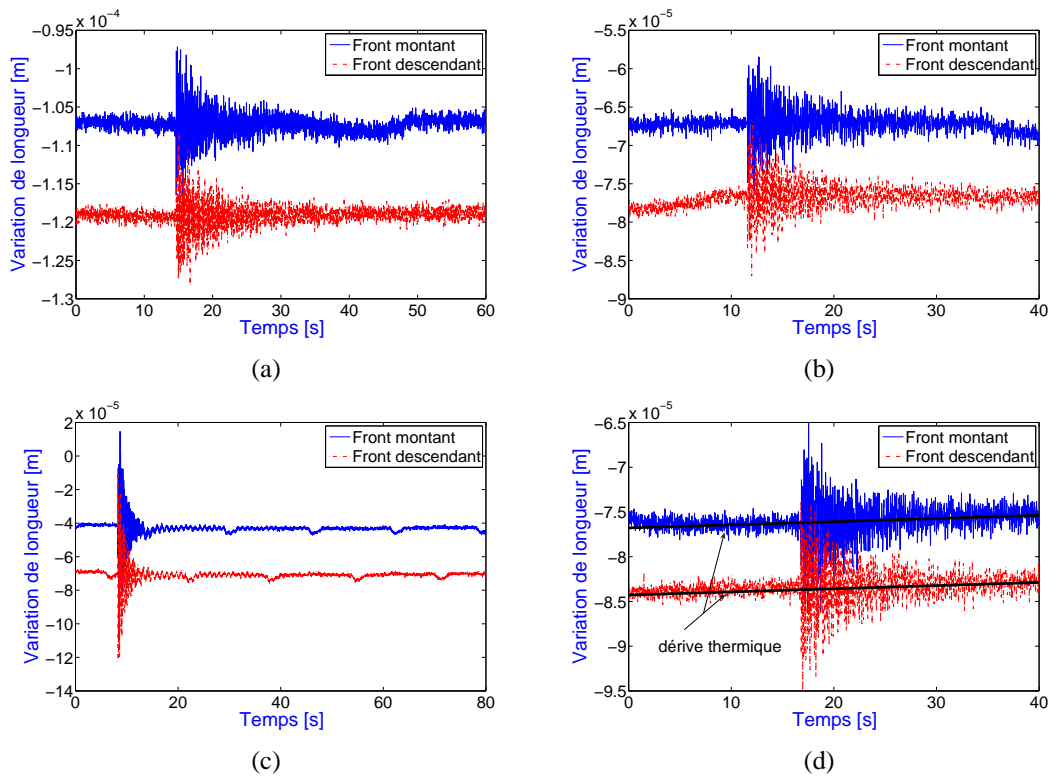 x 10⁻⁴
−0.95
−1
−1.05
−1.1
−1.15
−1.2
−1.25
−1.3
0 10 20 30 40 50 60
Variation de longueur [m]
Temps [s]
Front montant
Front descendant
(a)
x 10⁻⁵
−5.5
−6
−6.5
−7
−7.5
−8
−8.5
−9
0 10 20 30 40
Variation de longueur [m]
Temps [s]
Front montant
Front descendant
(b)
x 10⁻⁵
2
0
−2
−4
−6
−8
−10
−12
−14
0 20 40 60 80
Variation de longueur [m]
Temps [s]
Front montant
Front descendant
(c)
x 10⁻⁵
−6.5
−7
−7.5
−8
−8.5
−9
−9.5
0 10 20 30 40
Variation de longueur [m]
Temps [s]
Front montant
Front descendant
dérive thermique
(d)